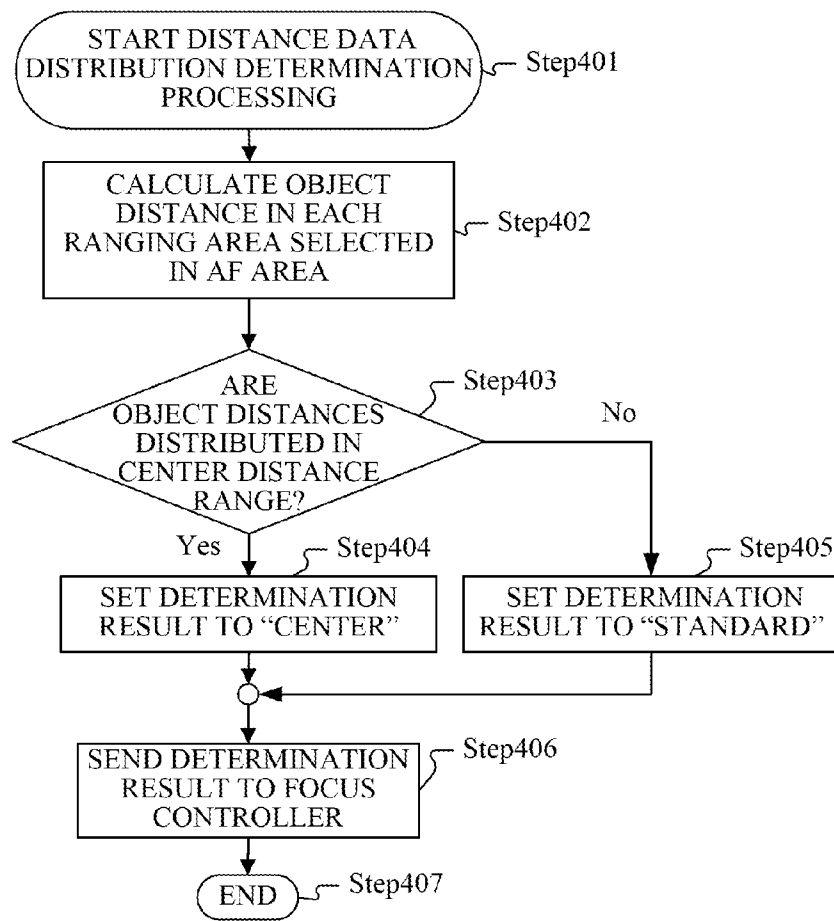 START DISTANCE DATA
DISTRIBUTION DETERMINATION
PROCESSING
Step401
CALCULATE OBJECT
DISTANCE IN EACH
RANGING AREA SELECTED
IN AF AREA
Step402
ARE
OBJECT DISTANCES
DISTRIBUTED IN
CENTER DISTANCE
RANGE?
Step403
No
Yes
Step404
Step405
SET DETERMINATION
RESULT TO “CENTER”
SET DETERMINATION
RESULT TO “STANDARD”
SEND DETERMINATION
RESULT TO FOCUS
CONTROLLER
Step406
END
Step407